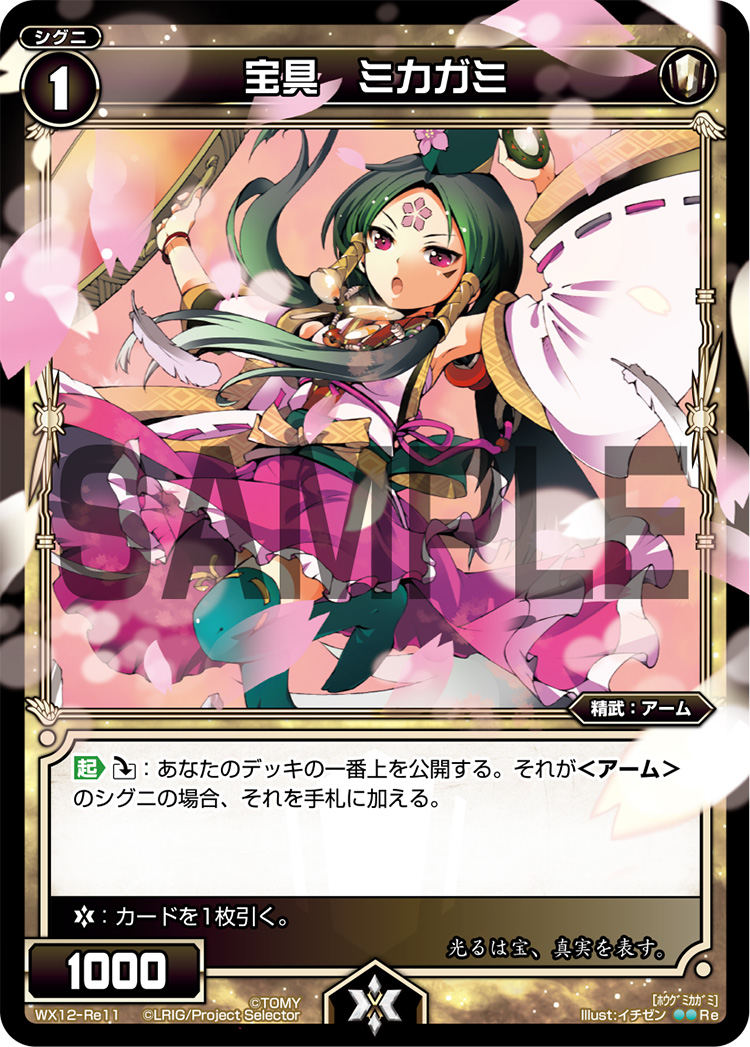 シグニ
1
宝具 ミカガミ
SAMPLE
精武：アーム
起：あなたのデッキの一番上を公開する。それが＜アーム＞
のシグニの場合、それを手札に加える。
：カードを1枚引く。
光るは宝、真実を表す。
1000
©TOMY
[ﾎｳｸﾞﾐｶｶﾞﾐ]
WX12-Re11 ©LRIG/Project Selector
Illust:イチゼン Re